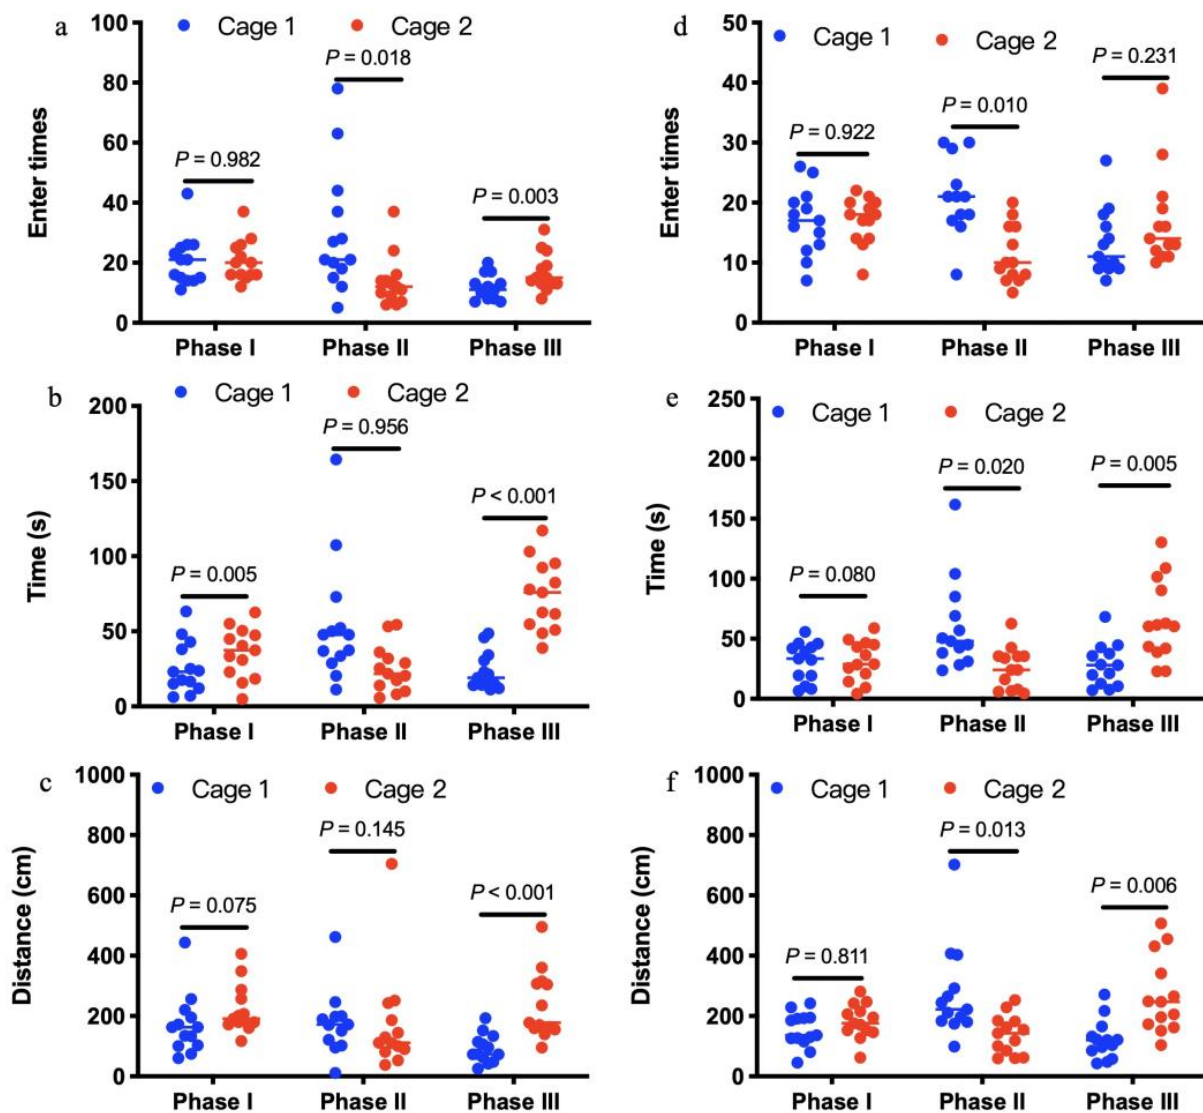 a
Cage 1
Cage 2
Enter times
100
80
60
40
20
0
P = 0.982
P = 0.018
P = 0.003
Phase I
Phase II
Phase III
d
Cage 1
Cage 2
Enter times
50
40
30
20
10
0
P = 0.922
P = 0.010
P = 0.231
Phase I
Phase II
Phase III
b
Cage 1
Cage 2
Time (s)
200
150
100
50
0
P = 0.005
P = 0.956
P < 0.001
Phase I
Phase II
Phase III
e
Cage 1
Cage 2
Time (s)
250
200
150
100
50
0
P = 0.080
P = 0.020
P = 0.005
Phase I
Phase II
Phase III
c
Cage 1
Cage 2
Distance (cm)
1000
800
600
400
200
0
P = 0.075
P = 0.145
P < 0.001
Phase I
Phase II
Phase III
f
Cage 1
Cage 2
Distance (cm)
1000
800
600
400
200
0
P = 0.811
P = 0.013
P = 0.006
Phase I
Phase II
Phase III